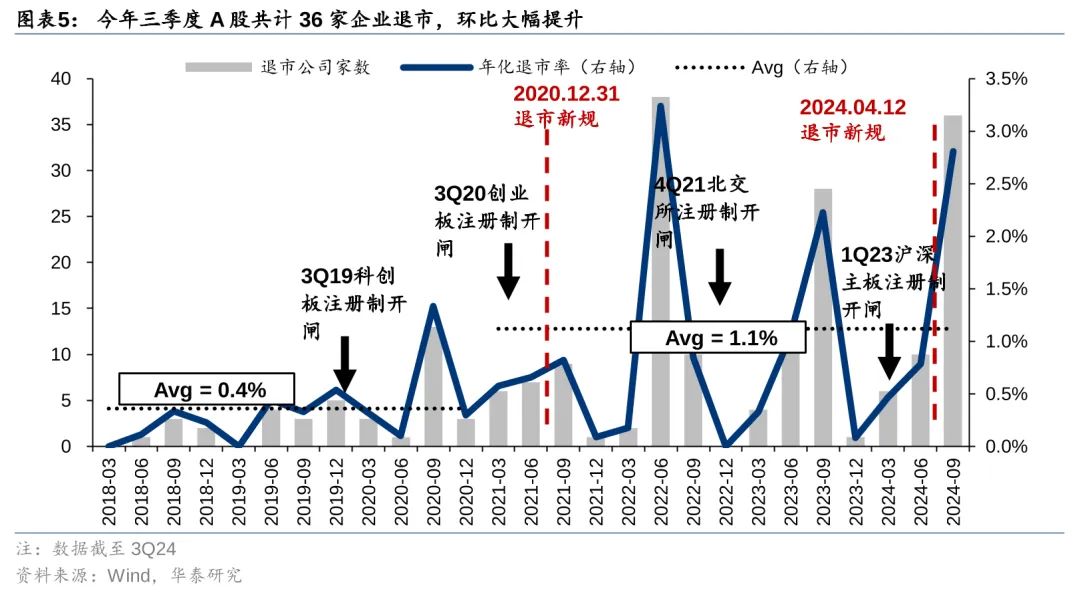 图表5： 今年三季度 A 股共计 36 家企业退市，环比大幅提升
退市公司家数
年化退市率（右轴）
Avg（右轴）
40
35
30
25
20
15
10
5
0
3.5%
3.0%
2.5%
2.0%
1.5%
1.0%
0.5%
0.0%
2020.12.31
退市新规
2024.04.12
退市新规
3Q20创业
板注册制开
闸
4Q21北交
所注册制开
闸
3Q19科创
板注册制开
闸
1Q23沪深
主板注册制
开闸
Avg = 0.4%
Avg = 1.1%
2018-03
2018-06
2018-09
2018-12
2019-03
2019-06
2019-09
2019-12
2020-03
2020-06
2020-09
2020-12
2021-03
2021-06
2021-09
2021-12
2022-03
2022-06
2022-09
2022-12
2023-03
2023-06
2023-09
2023-12
2024-03
2024-06
2024-09
注：数据截至 3Q24
资料来源：Wind，华泰研究